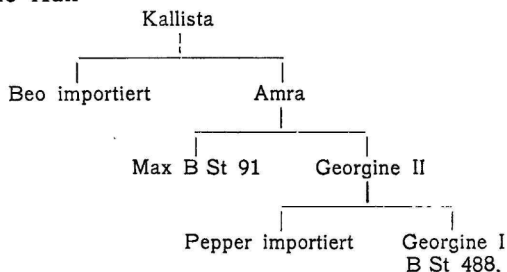 Kallista
Beo importiert Amra
Max B St 91 Georgine II
Pepper importiert Georgine I
B St 488,